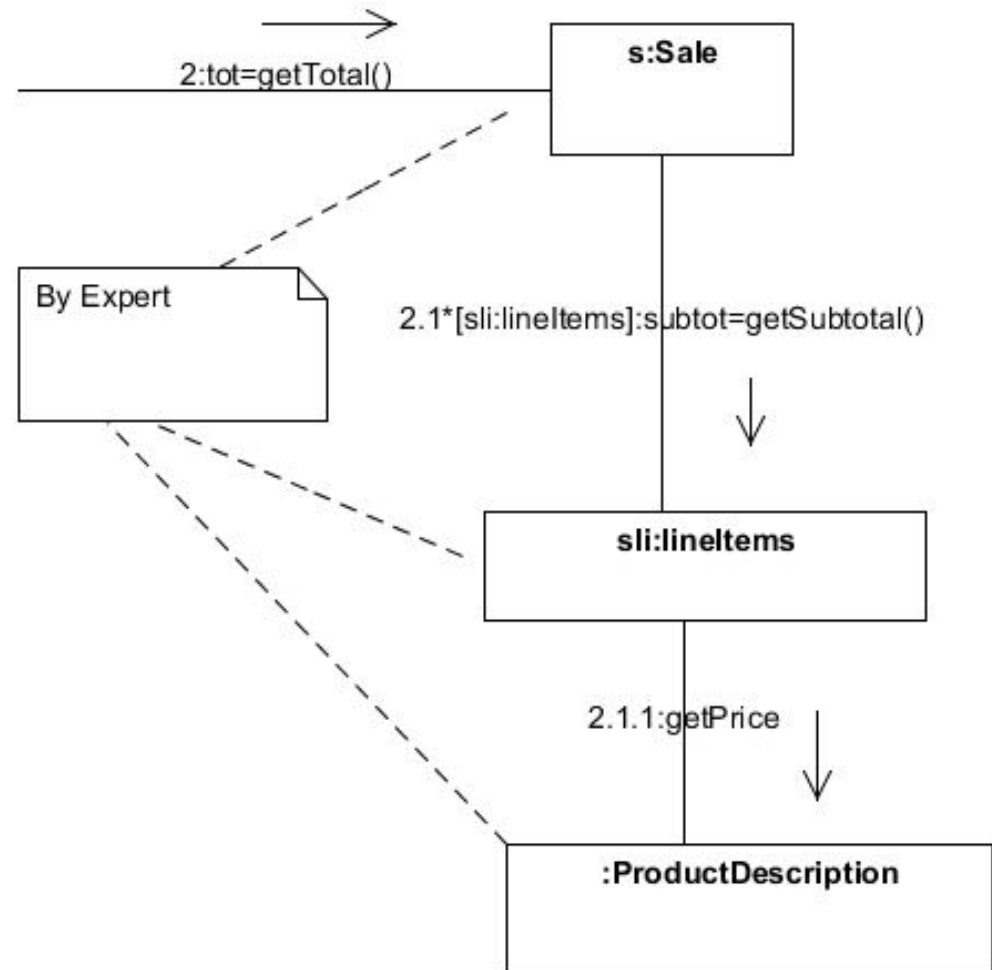 s:Sale
2:tot=getTotal()
By Expert
2.1*[sli:lineItems]:subtot=getSubtotal()
sli:lineItems
2.1.1:getPrice
:ProductDescription